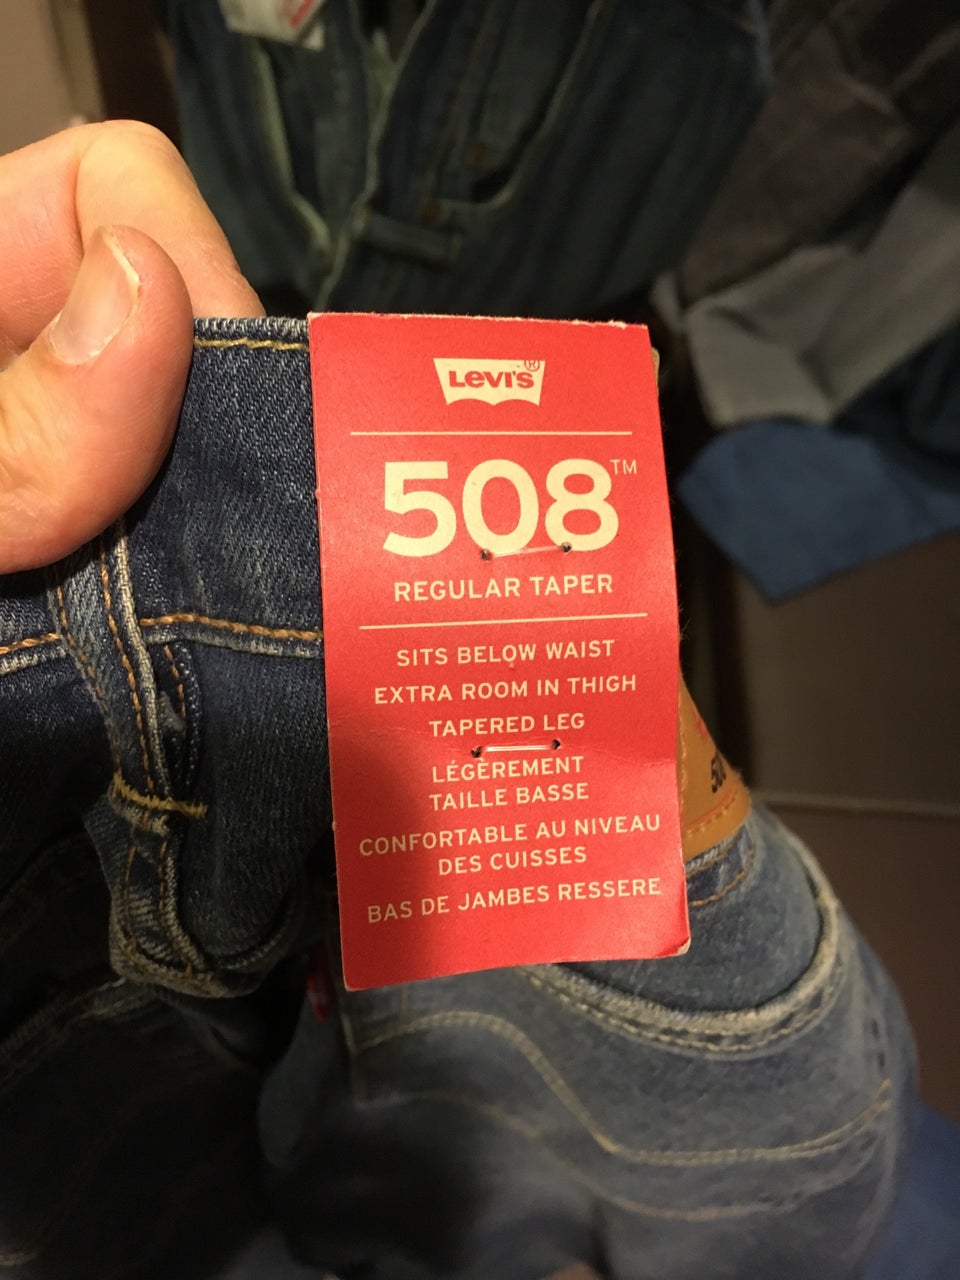 LEVI'S®
508™
REGULAR TAPER
SITS BELOW WAIST
EXTRA ROOM IN THIGH
TAPERED LEG
LÉGÈREMENT
TAILLE BASSE
CONFORTABLE AU NIVEAU
DES CUISSES
BAS DE JAMBES RESSERE